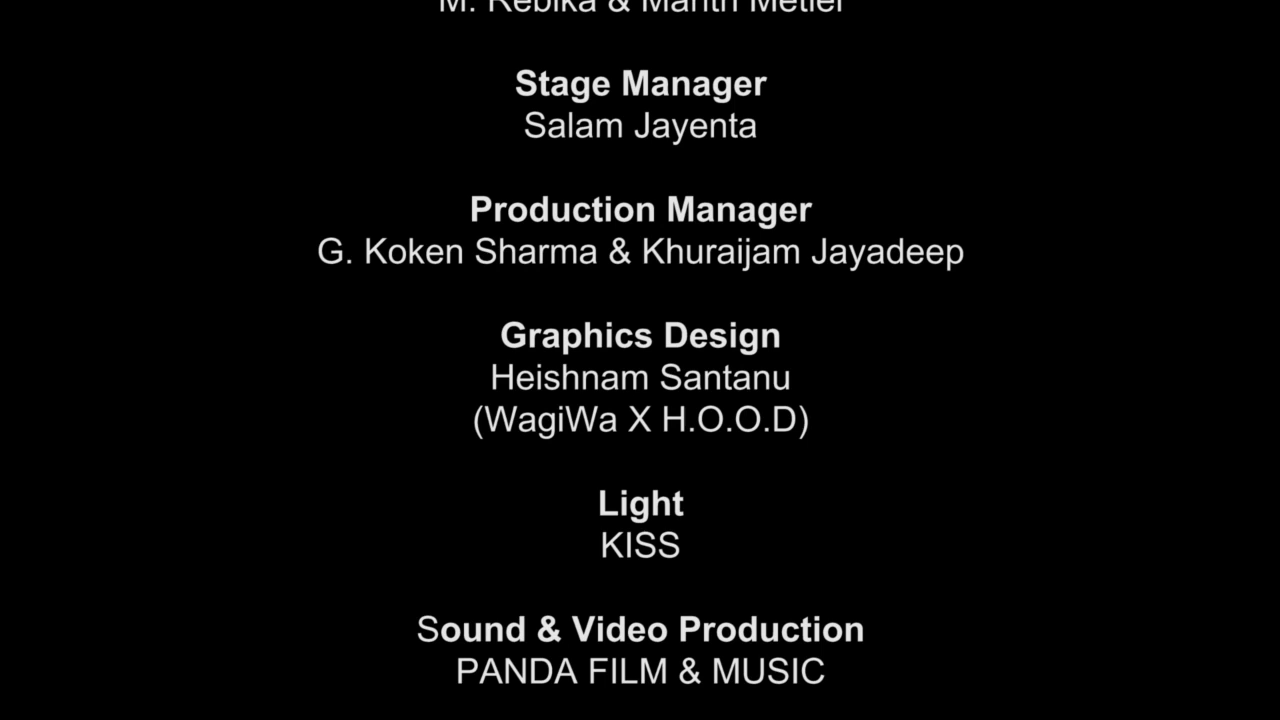 M. Rebika &
Stage Manager
Salam Jayenta
Production Manager
G. Koken Sharma & Khuraijam Jayadeep
Graphics Design
Heishnam Santanu
(WagiWa X H.O.O.D)
Light
KISS
Sound & Video Production
PANDA FILM & MUSIC